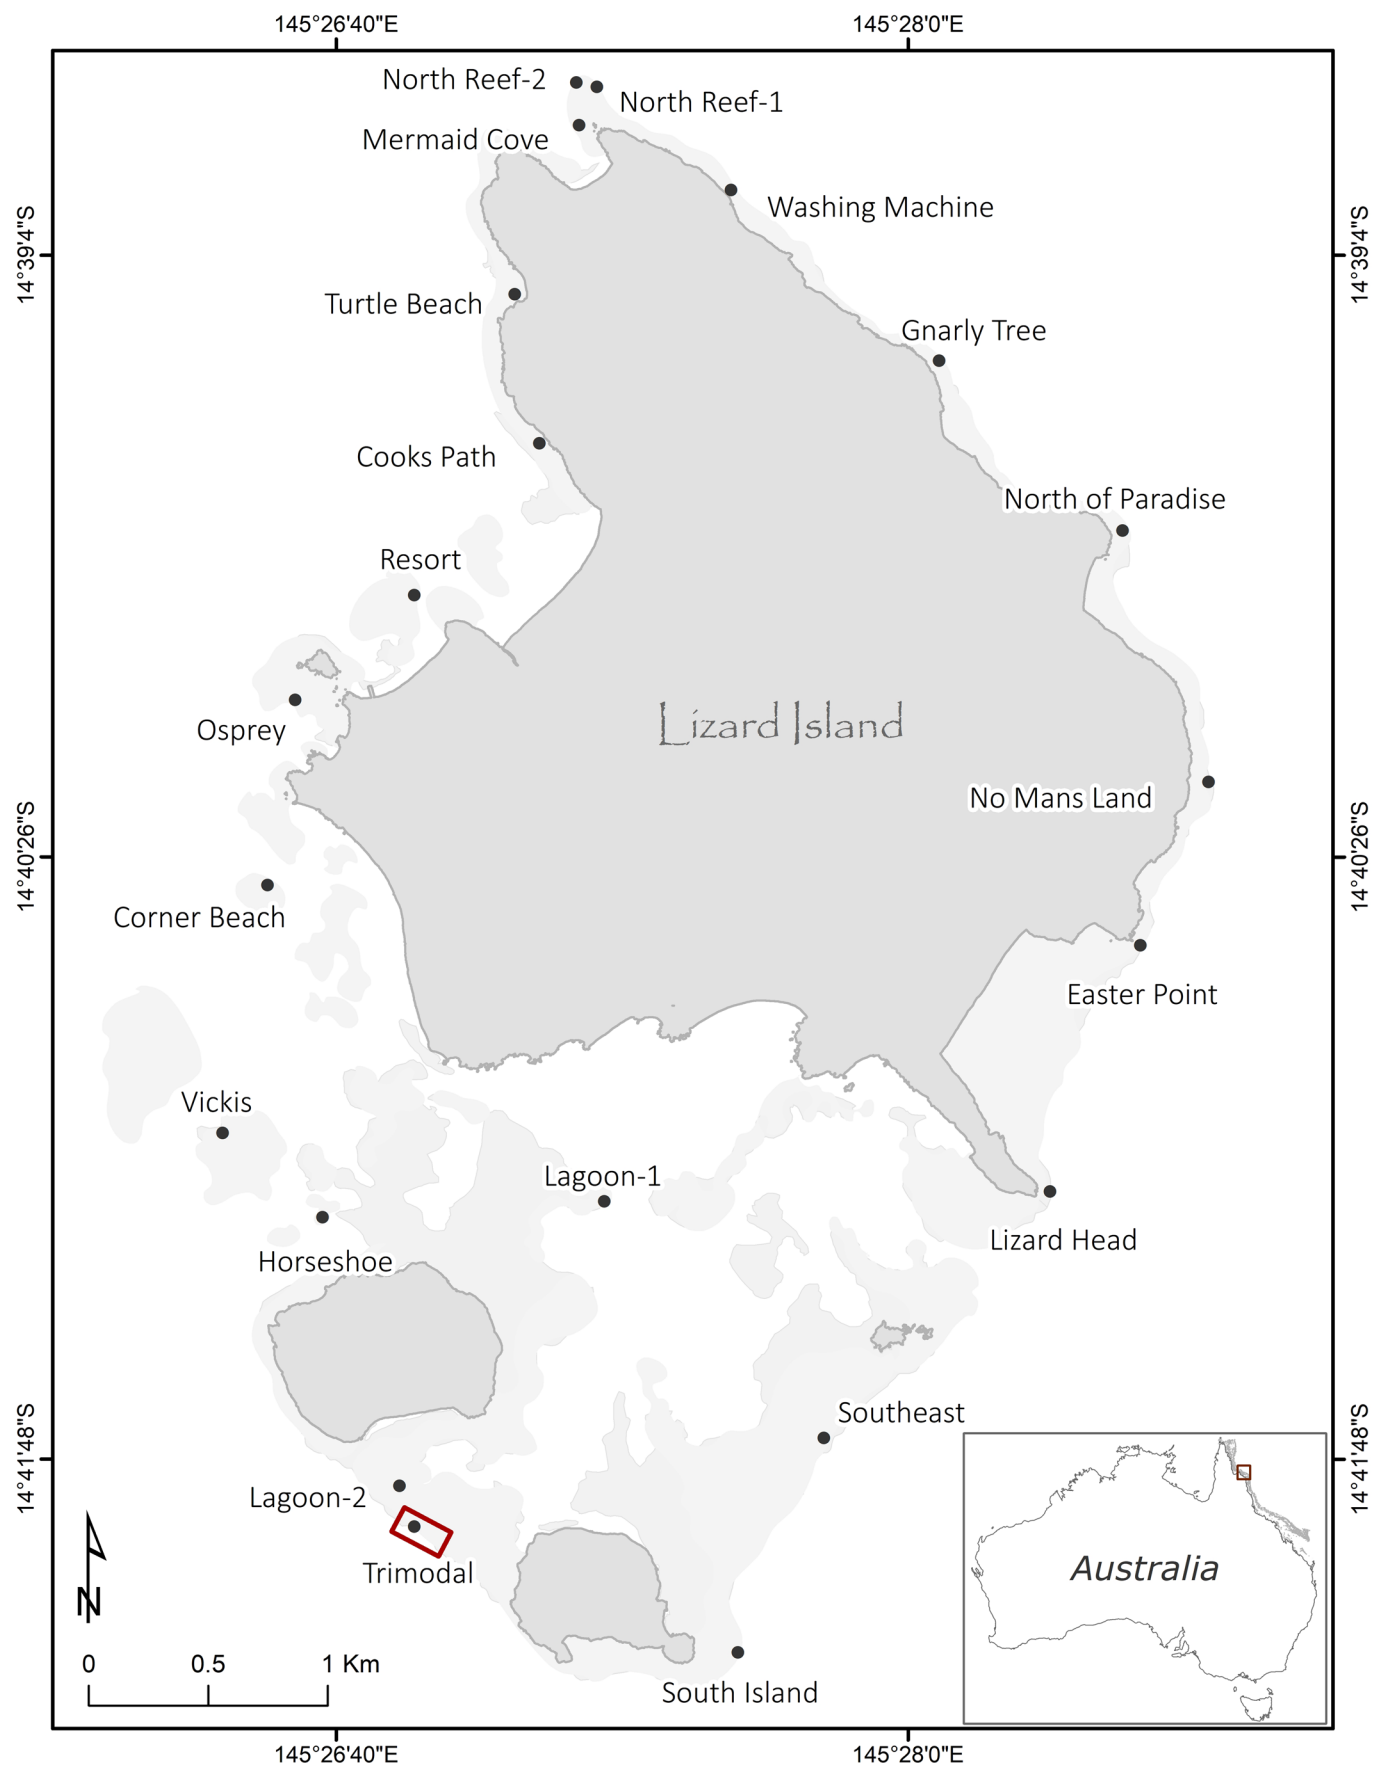 145°26'40"E
145°28'0"E
North Reef-2
North Reef-1
Mermaid Cove
Washing Machine
14°39'4"S
14°39'4"S
Turtle Beach
Gnarly Tree
Cooks Path
North of Paradise
Resort
Osprey
Lizard Island
No Mans Land
14°40'26"S
14°40'26"S
Corner Beach
Easter Point
Vickis
Lagoon-1
Lizard Head
Horseshoe
Southeast
14°41'48"S
14°41'48"S
Lagoon-2
Trimodal
Australia
N
0 0.5 1 Km
South Island
145°26'40"E
145°28'0"E